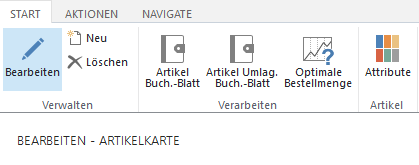 START AKTIONEN NAVIGATE
Bearbeiten
Neu
Löschen
Verwalten
Artikel
Buch.-Blatt
Artikel Umlag.
Buch.-Blatt
Optimale
Bestellmenge
Verarbeiten
Attribute
Artikel
BEARBEITEN - ARTIKELKARTE